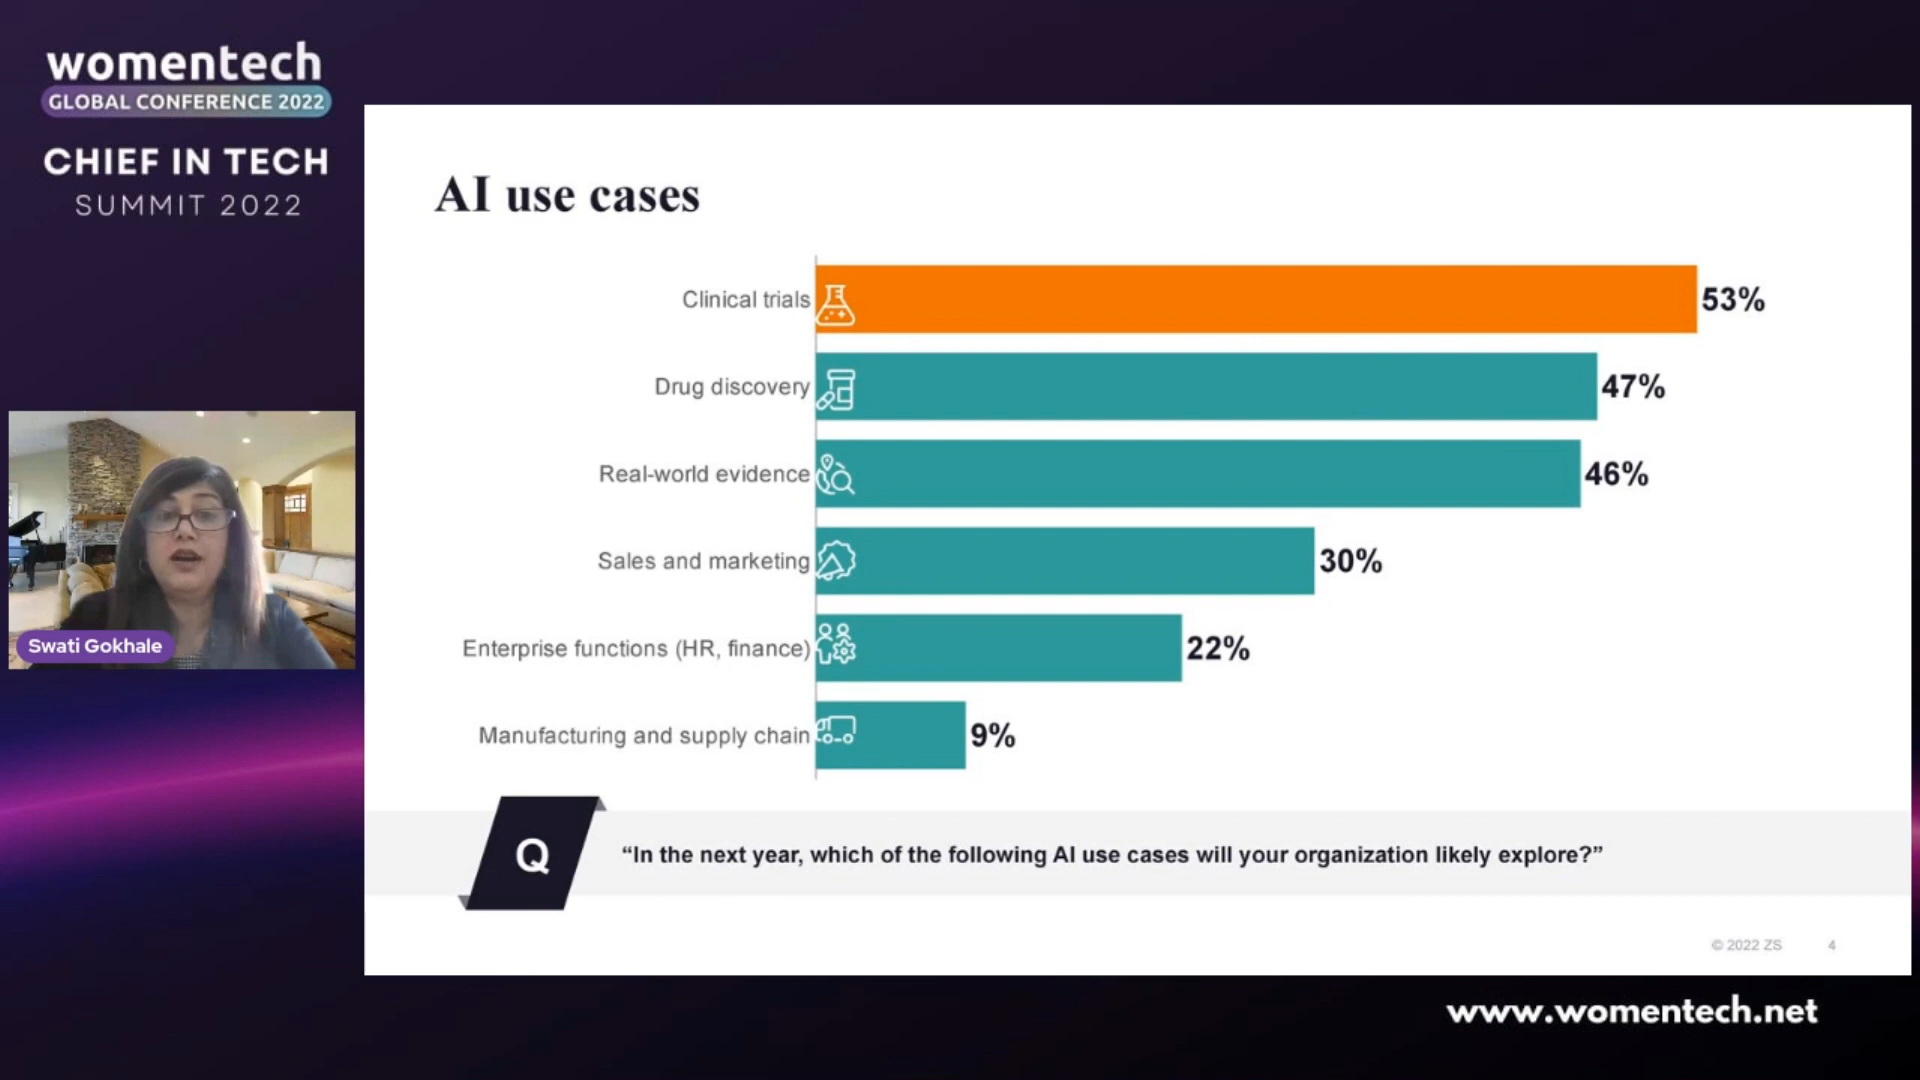 womentech
GLOBAL CONFERENCE 2022
CHIEF IN TECH
SUMMIT 2022
AI use cases
Clinical trials 53%
Drug discovery 47%
Real-world evidence 46%
Sales and marketing 30%
Enterprise functions (HR, finance) 22%
Manufacturing and supply chain 9%
Swati Gokhale
Q “In the next year, which of the following AI use cases will your organization likely explore?”
© 2022 ZS 4
www.womentech.net